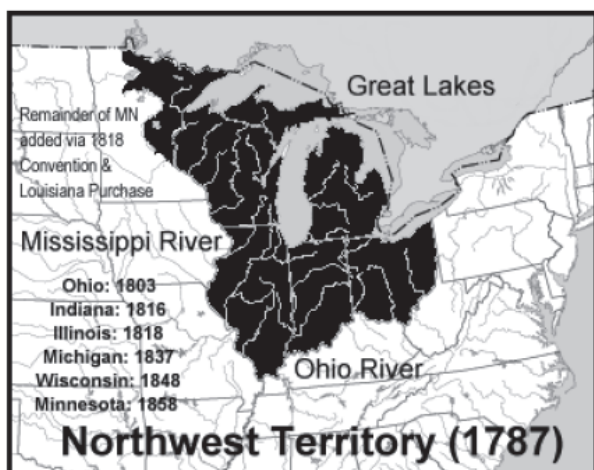 Great Lakes
Remainder of MN
added via 1818
Convention &
Louisiana Purchase
Mississippi River
Ohio: 1803
Indiana: 1816
Illinois: 1818
Michigan: 1837
Wisconsin: 1848
Minnesota: 1858
Ohio River
Northwest Territory (1787)